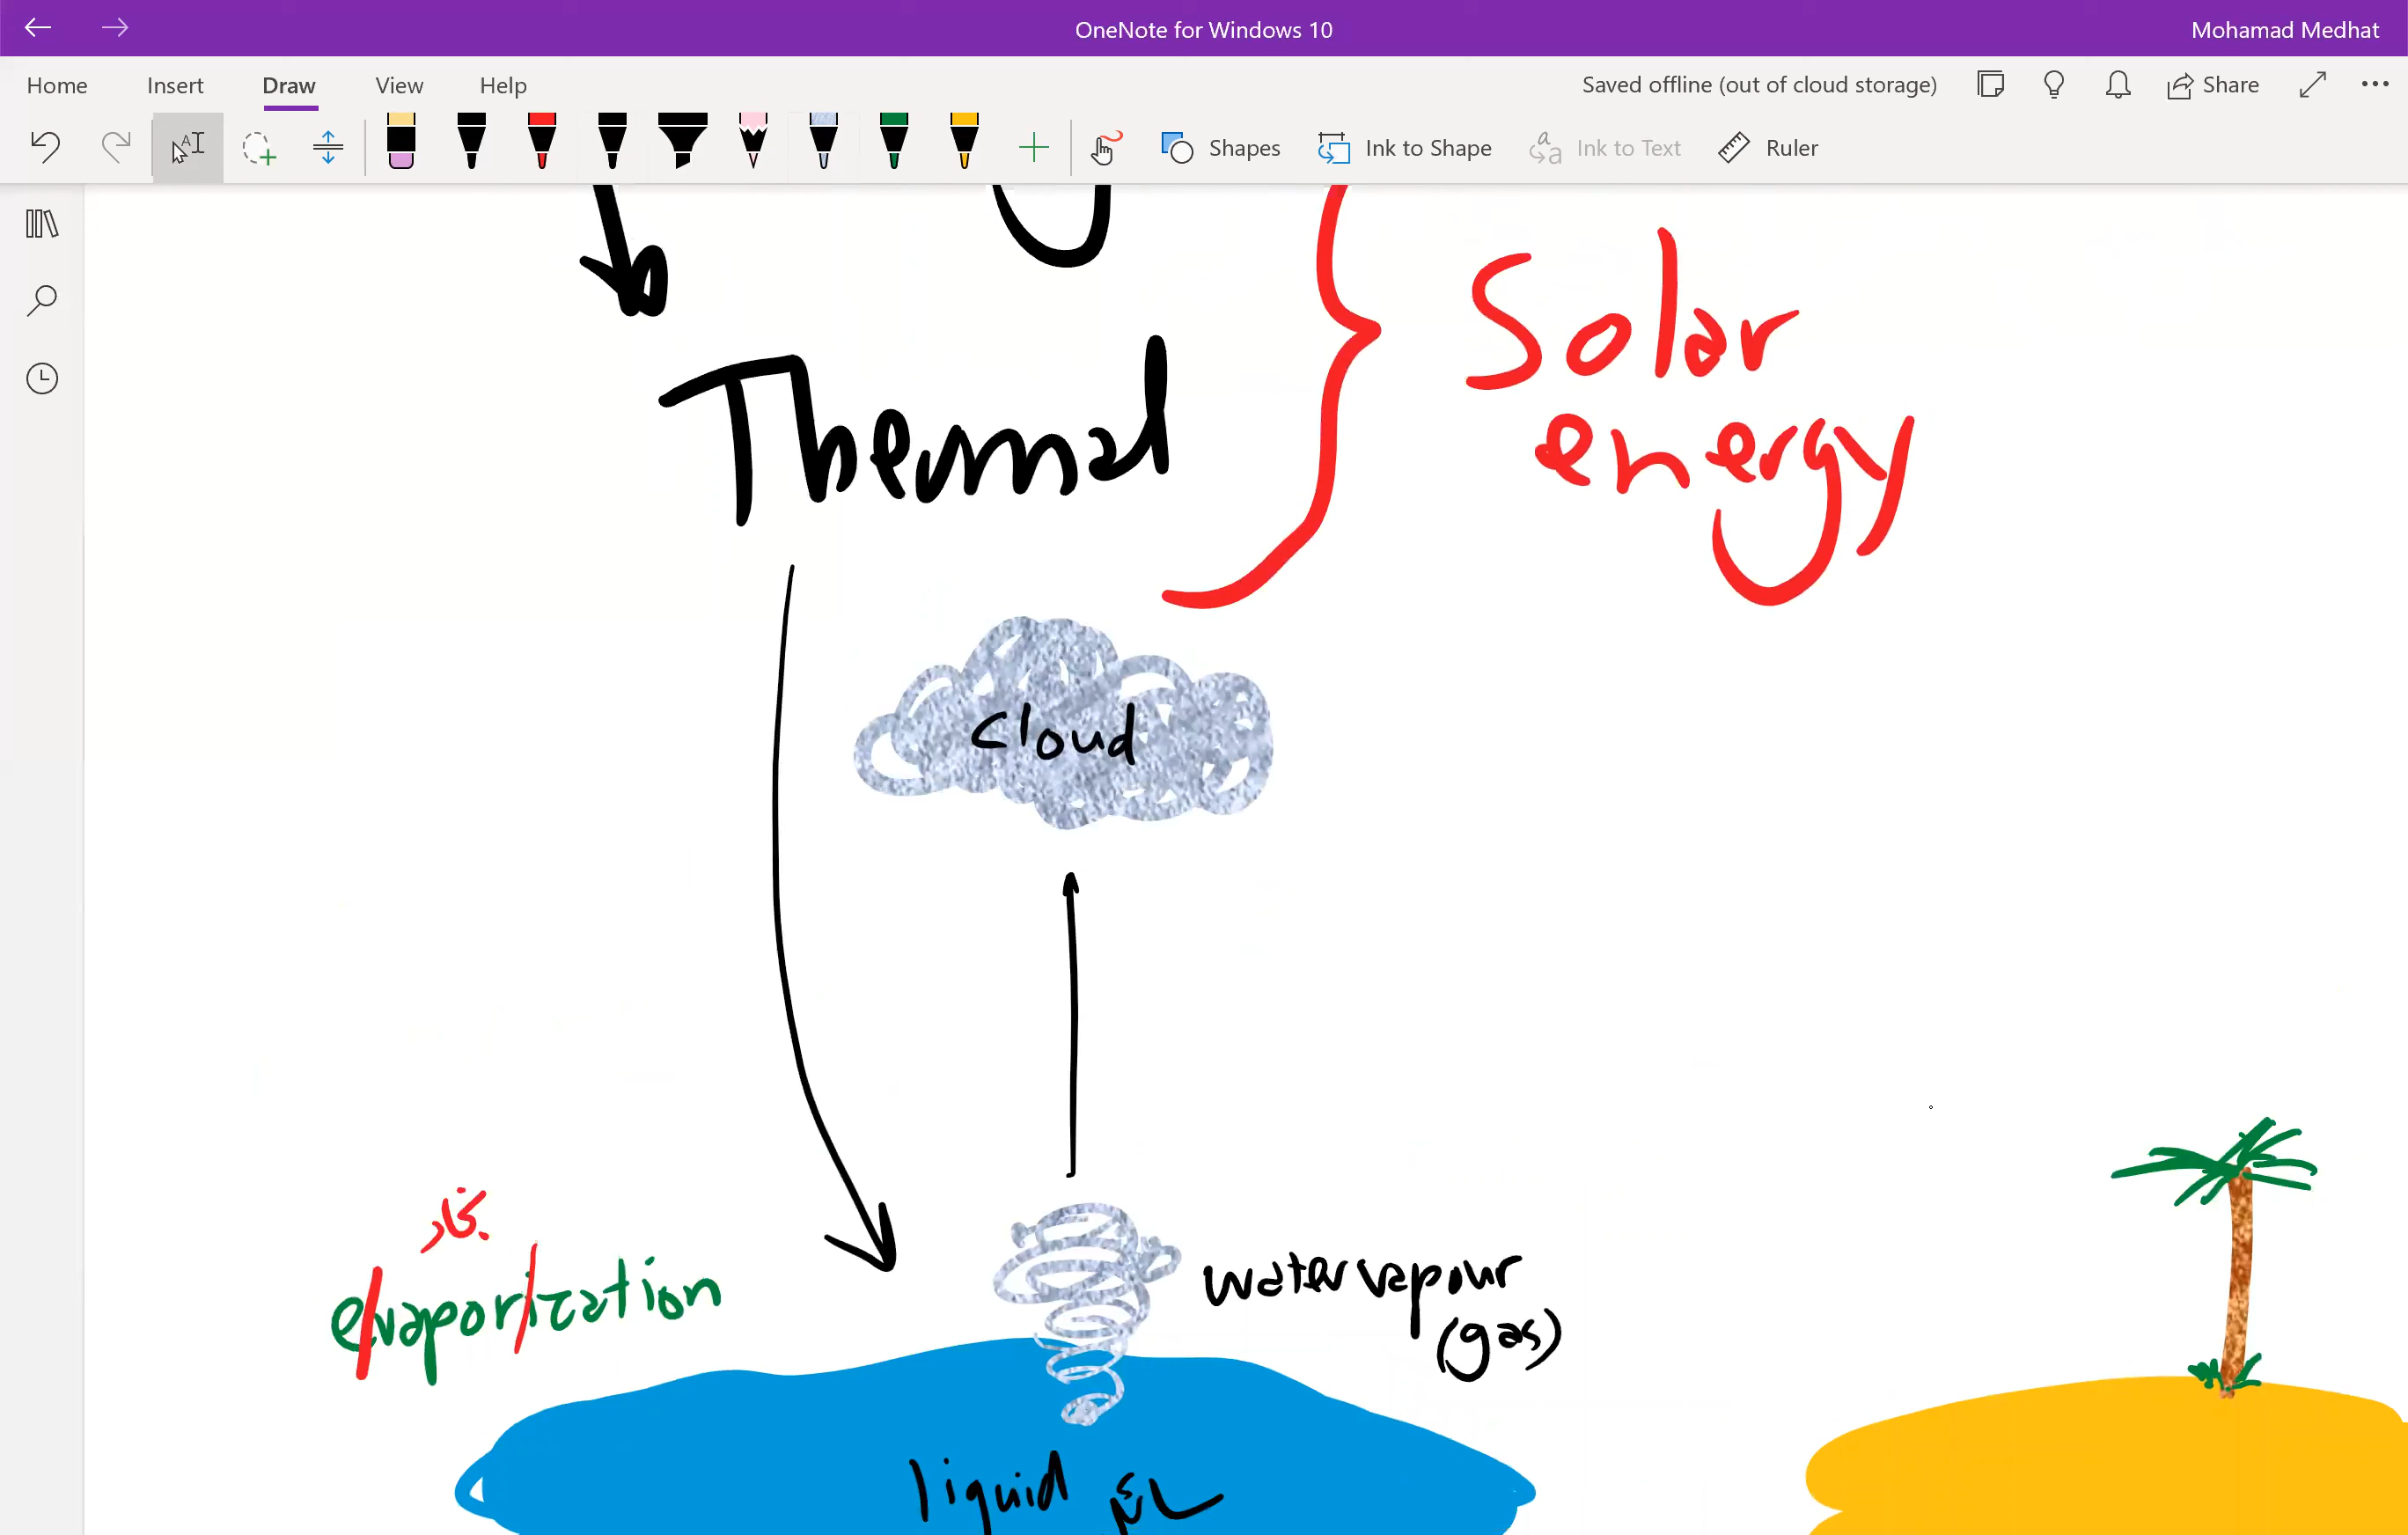 OneNote for Windows 10
Mohamad Medhat
Home Insert Draw View Help
Saved offline (out of cloud storage)
Share
Shapes
Ink to Shape
Ink to Text
Ruler
Solar
energy
Thermal
cloud
بخار
evaporization
water vapour
(gas)
liquid